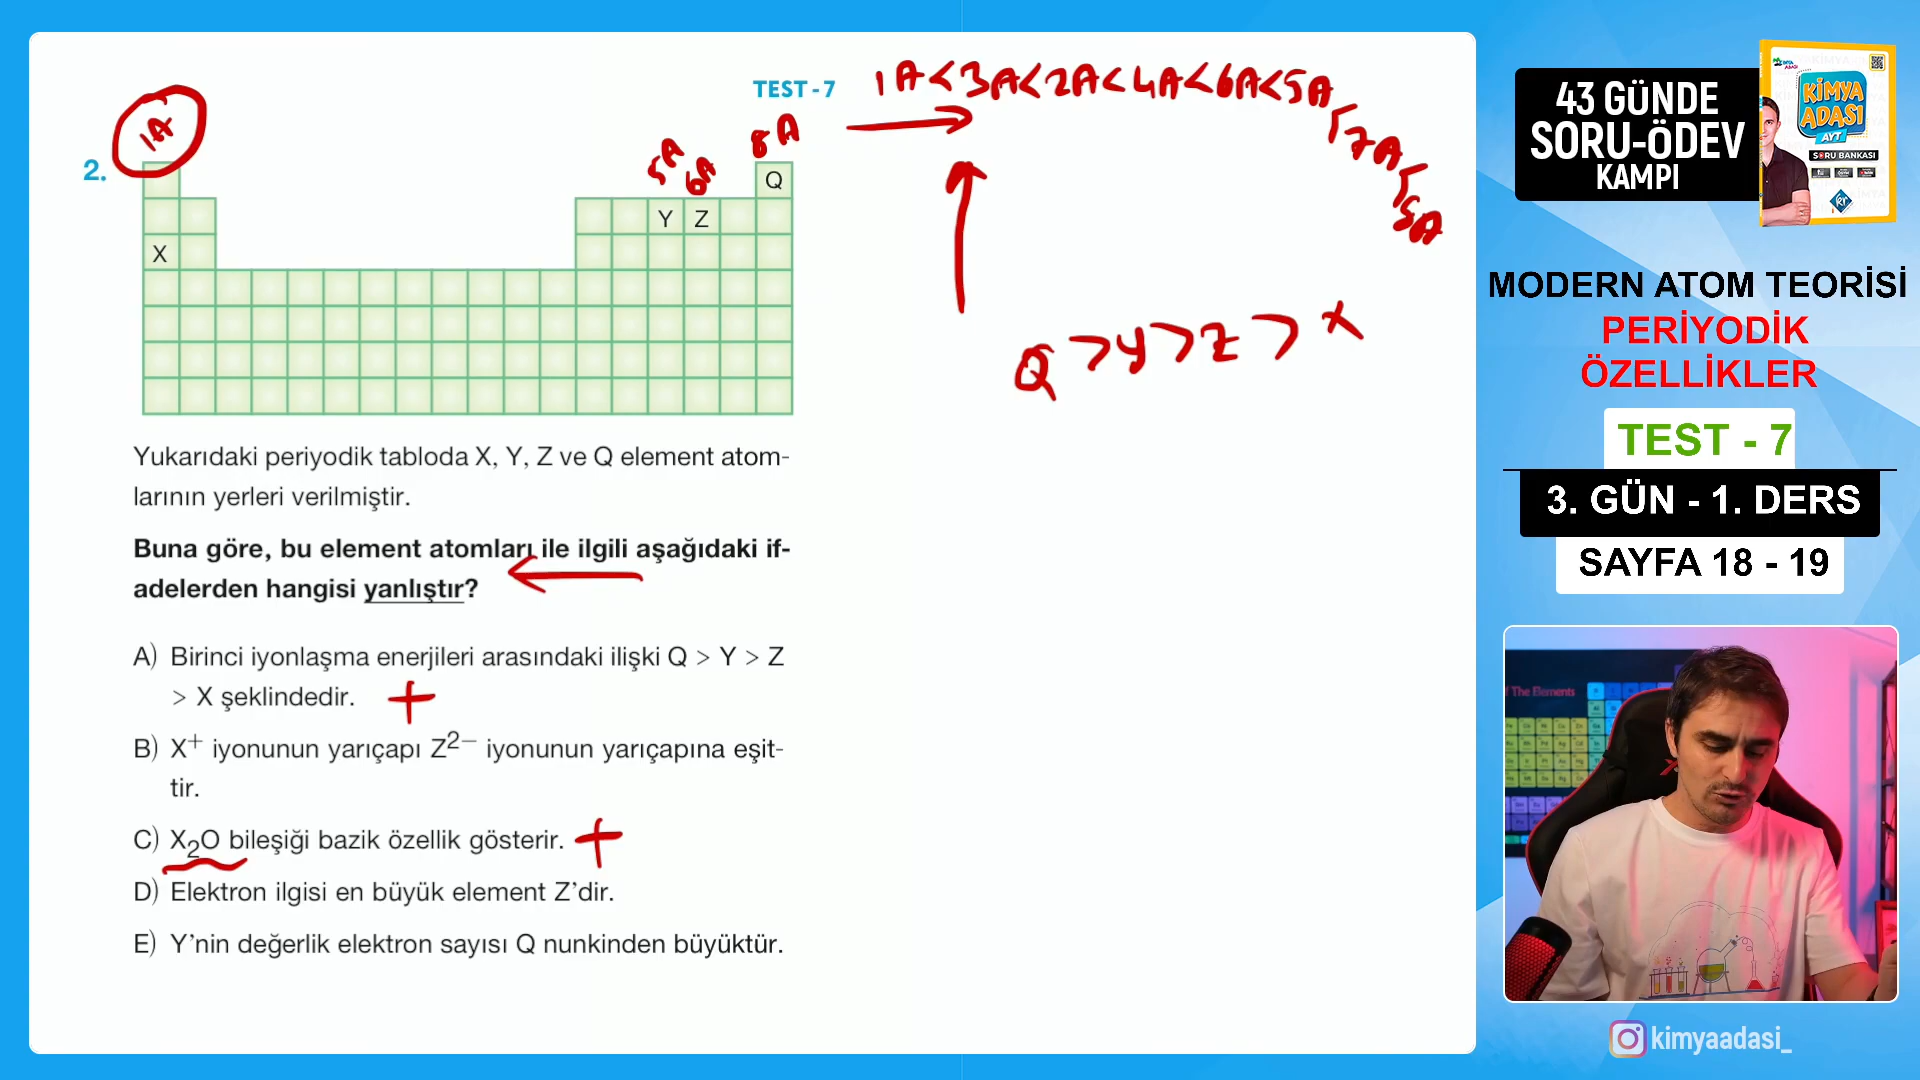 TEST - 7
1A<3A<2A<4A<6A<5A
<7A<
8A
1A
5A
6A
8A
2.
Q
Y Z
X
Q>Y>Z>X
Yukarıdaki periyodik tabloda X, Y, Z ve Q element atom-
larının yerleri verilmiştir.
Buna göre, bu element atomları ile ilgili aşağıdaki if-
adelerden hangisi yanlıştır?
A) Birinci iyonlaşma enerjileri arasındaki ilişki Q > Y > Z
> X şeklindedir. +
B) X⁺ iyonunun yarıçapı Z²⁻ iyonunun yarıçapına eşit-
tir.
C) X₂O bileşiği bazik özellik gösterir. +
D) Elektron ilgisi en büyük element Z’dir.
E) Y’nin değerlik elektron sayısı Q nunkinden büyüktür.
43 GÜNDE
SORU-ÖDEV
KAMPI
KİMYA
ADASI
AYT
SORU BANKASI
MODERN ATOM TEORİSİ
PERİYODİK
ÖZELLİKLER
TEST - 7
3. GÜN - 1. DERS
SAYFA 18 - 19
The Elements
kimyaadasi_